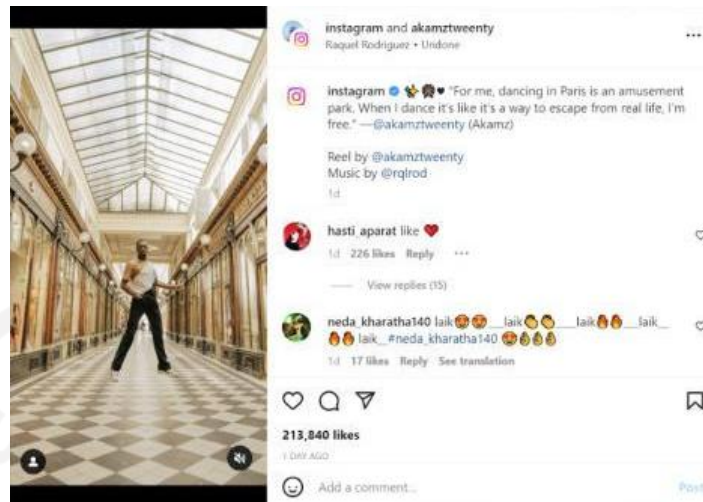 instagram and akamztweenty
Raquel Rodriguez • Undone
instagram "For me, dancing in Paris is an amusement
park. When I dance it's like it's a way to escape from real life, I'm
free." —@akamztweenty (Akamz)
Reel by @akamztweenty
Music by @rqlrod
1d
hasti_aparat like ❤️
1d 226 likes Reply ...
View replies (15)
neda_kharatha140 laik😍😍__laik👏👏___laik🔥🔥__laik__
🔥🔥laik__#neda_kharatha140 😍👌👌👌
1d 17 likes Reply See translation
213,840 likes
1 DAY AGO
Add a comment...
Post